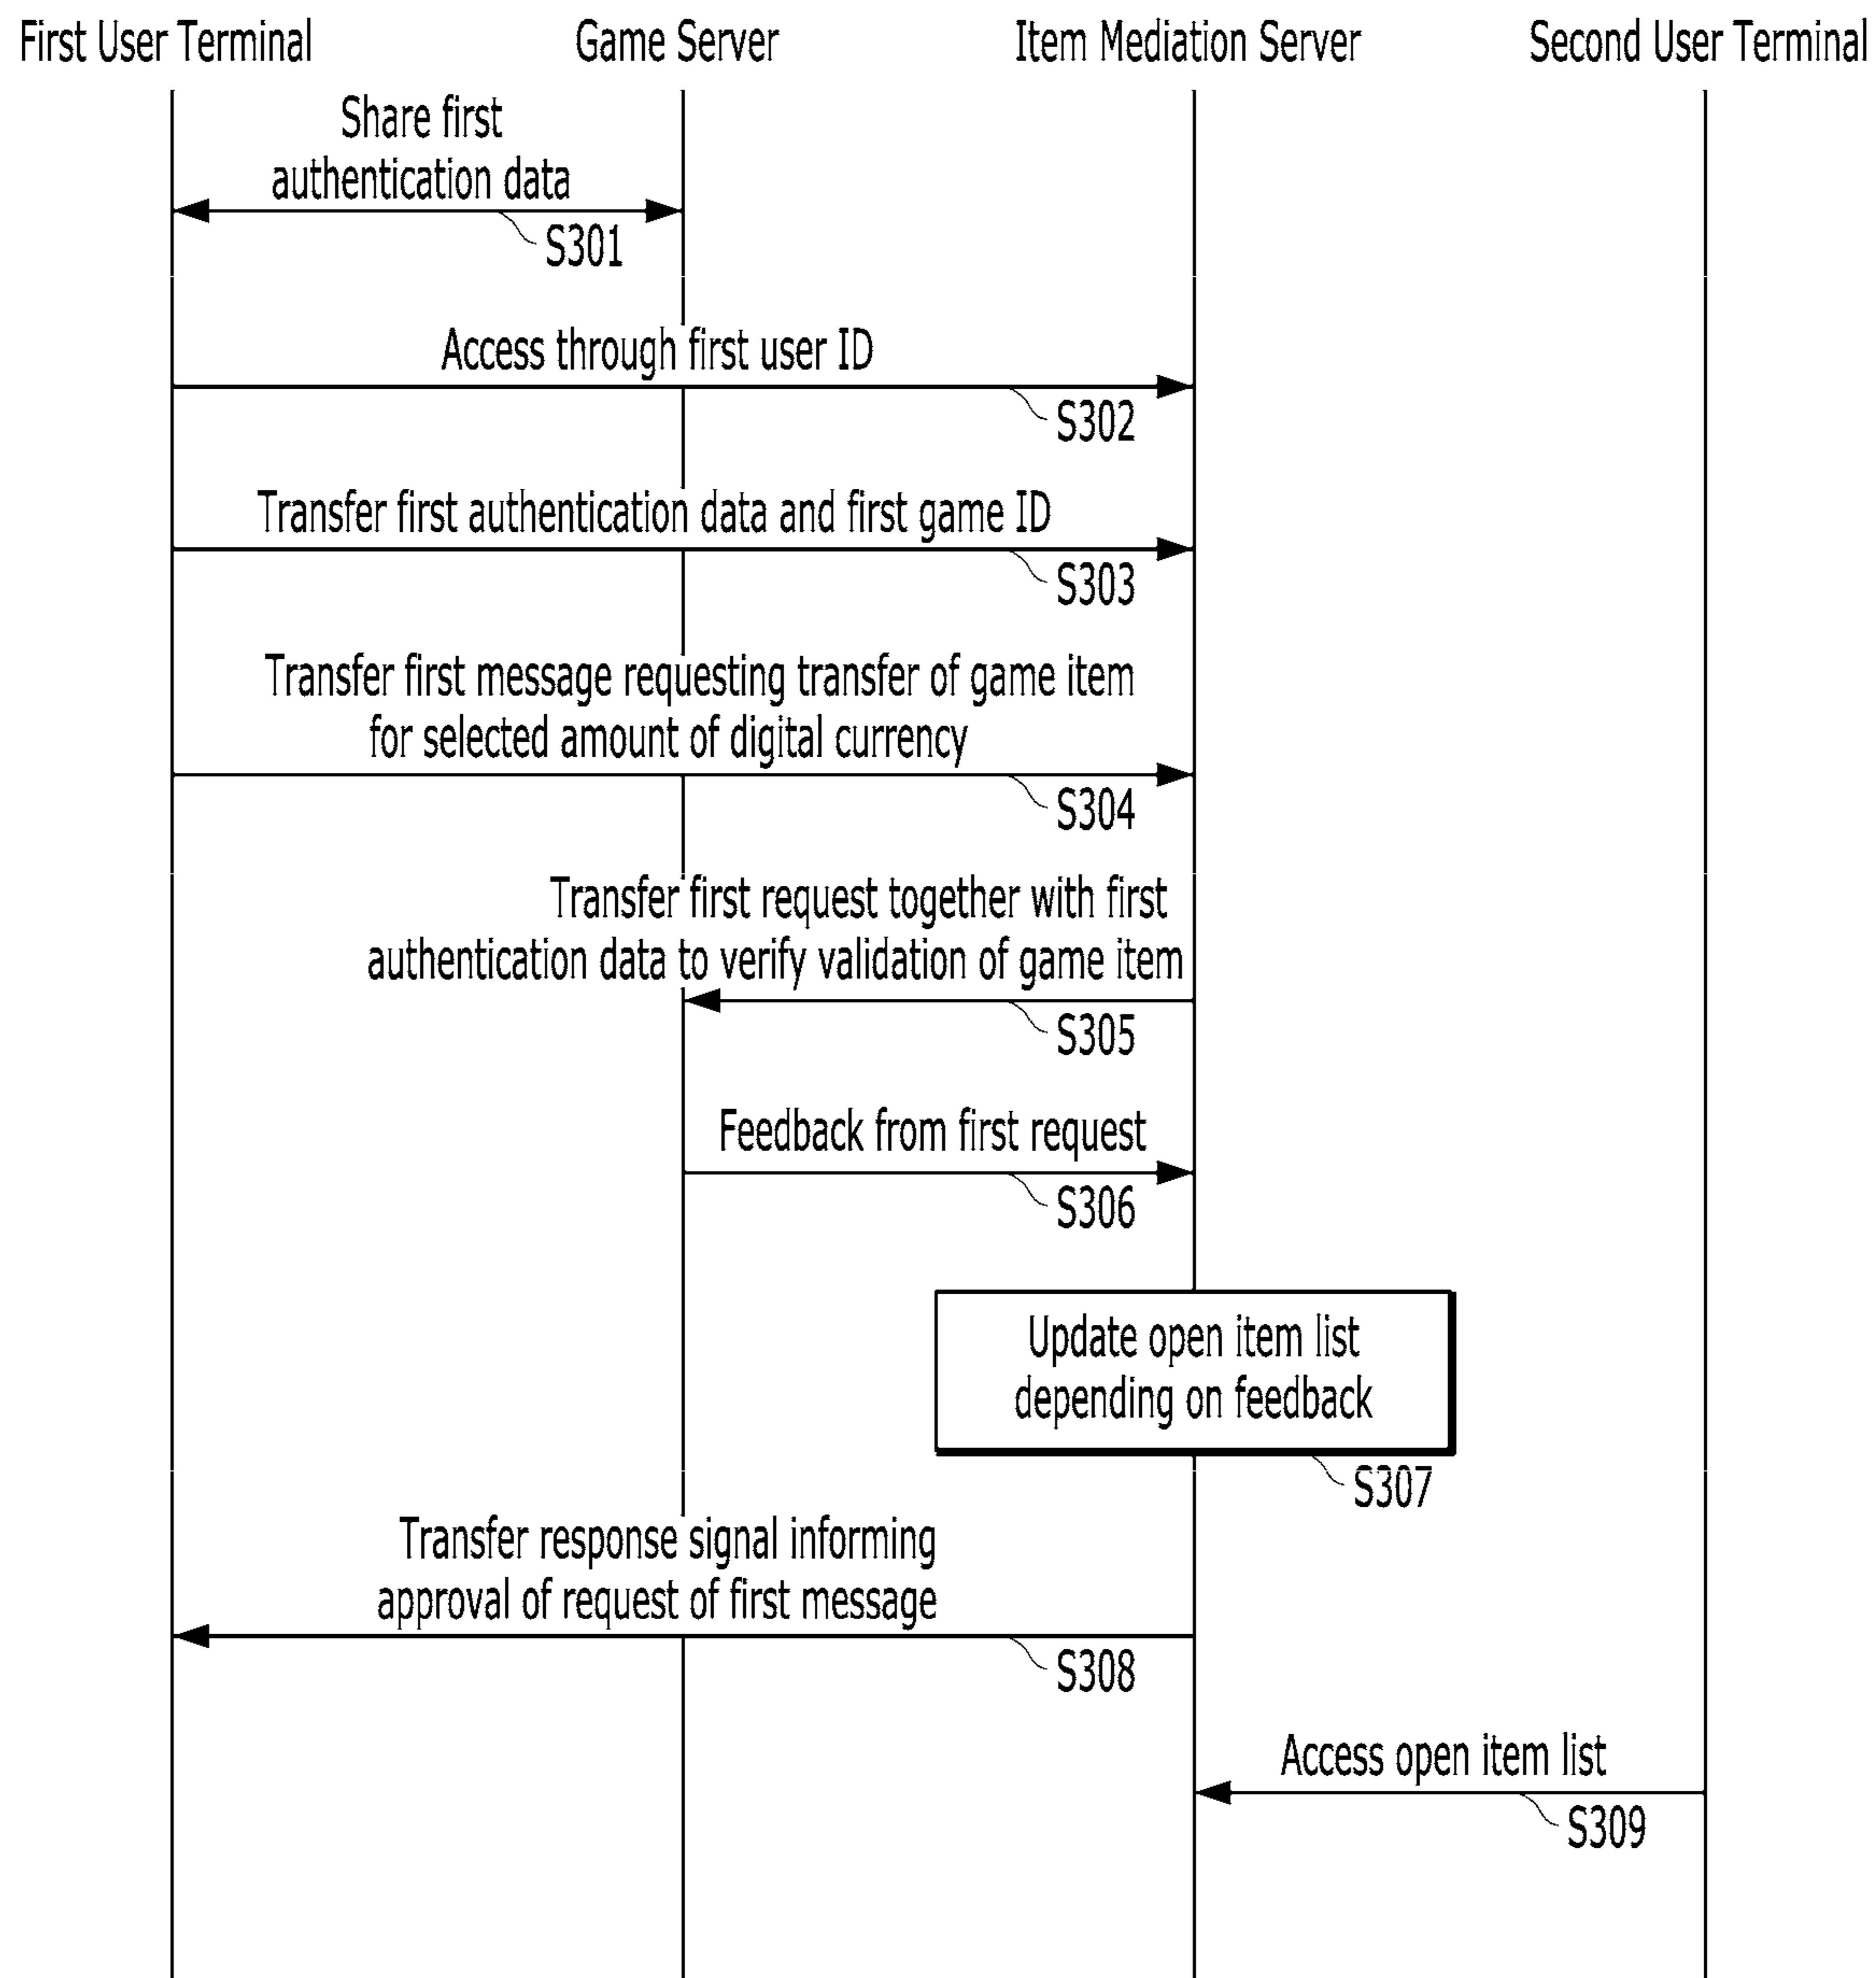 First User Terminal
Game Server
Item Mediation Server
Second User Terminal
Share first
authentication data
S301
Access through first user ID
S302
Transfer first authentication data and first game ID
S303
Transfer first message requesting transfer of game item
for selected amount of digital currency
S304
Transfer first request together with first
authentication data to verify validation of game item
S305
Feedback from first request
S306
Update open item list
depending on feedback
S307
Transfer response signal informing
approval of request of first message
S308
Access open item list
S309